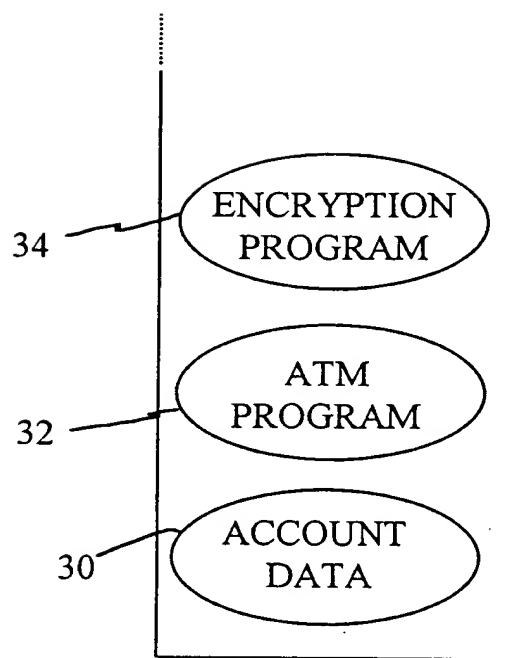 ENCRYPTION
PROGRAM
34
ATM
PROGRAM
32
ACCOUNT
DATA
30